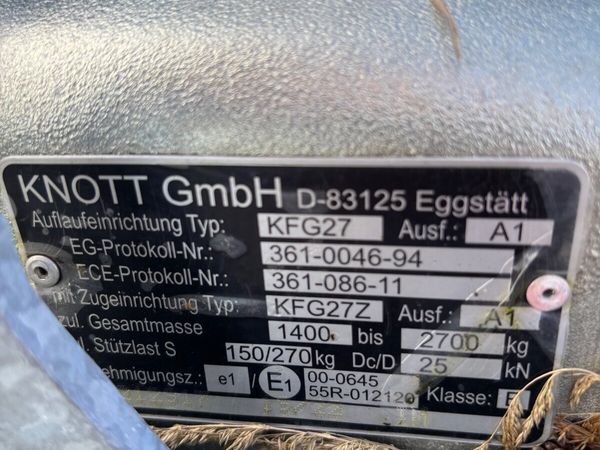 KNOTT GmbH D-83125 Eggstätt
Auflaufeinrichtung Typ: KFG27 Ausf.: A1
EG-Protokoll-Nr.: 361-0046-94
ECE-Protokoll-Nr.: 361-086-11
mit Zugeinrichtung Typ: KFG27Z Ausf.: A1
zul. Gesamtmasse 1400 bis 2700 kg
Stützlast S 150/270 kg Dc/D 25 kN
hmigungsz.: e1 / E1 00-0645
55R-012120 Klasse: